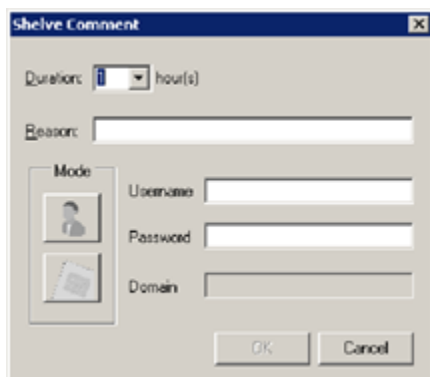 Shelve Comment
Duration: 1 hour(s)
Reason:
Mode
Username
Password
Domain
OK Cancel